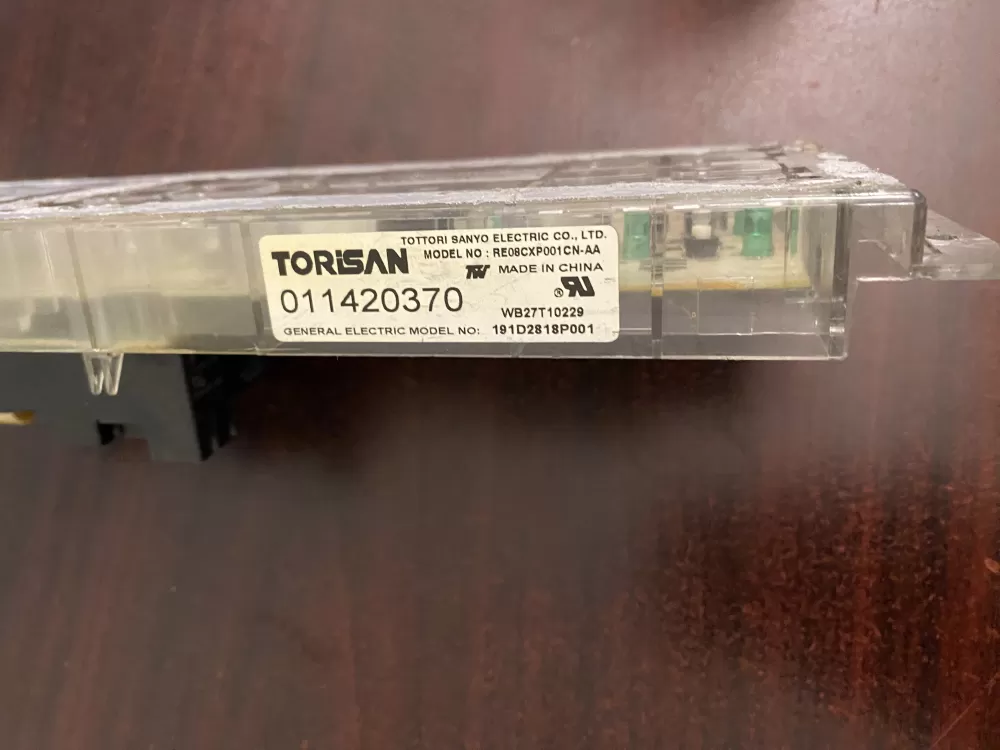 TOTTORI SANYO ELECTRIC CO., LTD.
TORiSAN MODEL NO : RE08CXP001CN-AA
MADE IN CHINA
011420370
WB27T10229
GENERAL ELECTRIC MODEL NO: 191D2818P001